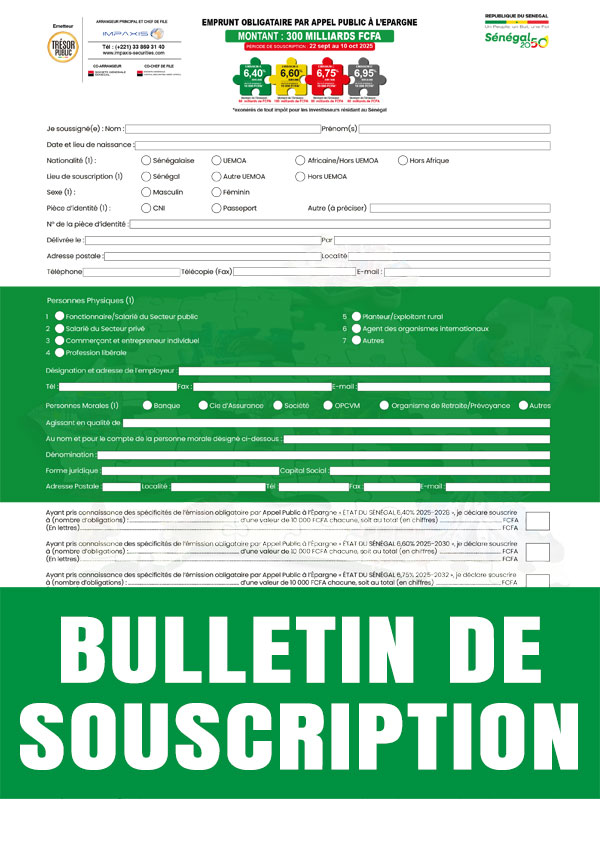 Emetteur
TRÉSOR
PUBLIC
ARRANGEUR PRINCIPAL ET CHEF DE FILE
IMPAXIS
Tél : (+221) 33 869 31 40
www.impaxis-securities.com
CO-ARRANGEUR
CO-CHEF DE FILE
SOCIETE GENERALE
EMPRUNT OBLIGATAIRE PAR APPEL PUBLIC À L'EPARGNE
MONTANT : 300 MILLIARDS FCFA
PÉRIODE DE SOUSCRIPTION : 22 sept au 10 oct 2025
6,40%
6,60%
6,75%
6,95%
*exonérés de tout impôt pour les investisseurs résidant au Sénégal
REPUBLIQUE DU SENEGAL
Un Peuple, un But, une Foi
Sénégal
2050
Je soussigné(e) : Nom : Prénom(s)
Date et lieu de naissance :
Nationalité (1) : Sénégalaise UEMOA Africaine/Hors UEMOA Hors Afrique
Lieu de souscription (1) Sénégal Autre UEMOA Hors UEMOA
Sexe (1) : Masculin Féminin
Pièce d'identité (1) : CNI Passeport Autre (à préciser)
N° de la pièce d'identité :
Délivrée le : Par
Adresse postale : Localité
Téléphone Télécopie (Fax) E-mail :
Personnes Physiques (1)
1 Fonctionnaire/Salarié du Secteur public
2 Salarié du Secteur privé
3 Commerçant et entrepreneur individuel
4 Profession libérale
5 Planteur/Exploitant rural
6 Agent des organismes internationaux
7 Autres
Désignation et adresse de l'employeur :
Tél : Fax : E-mail :
Personnes Morales (1) Banque Cie d'Assurance Société OPCVM Organisme de Retraite/Prévoyance Autres
Agissant en qualité de
Au nom et pour le compte de la personne morale désigné ci-dessous :
Dénomination :
Forme juridique : Capital Social :
Adresse Postale : Localité : Tél Fax E-mail :
Ayant pris connaissance des spécificités de l'émission obligataire par Appel Public à l'Épargne « ÉTAT DU SÉNÉGAL 6,40% 2025-2028 », je déclare souscrire
à (nombre d'obligations) : d'une valeur de 10 000 FCFA chacune, soit au total (en chiffres) FCFA
(En lettres) FCFA
Ayant pris connaissance des spécificités de l'émission obligataire par Appel Public à l'Épargne « ÉTAT DU SÉNÉGAL 6,60% 2025-2030 », je déclare souscrire
à (nombre d'obligations) : d'une valeur de 10 000 FCFA chacune, soit au total (en chiffres) FCFA
(En lettres) FCFA
Ayant pris connaissance des spécificités de l'émission obligataire par Appel Public à l'Épargne « ÉTAT DU SÉNÉGAL 6,75% 2025-2032 », je déclare souscrire
à (nombre d'obligations) : d'une valeur de 10 000 FCFA chacune, soit au total (en chiffres) FCFA
BULLETIN DE
SOUSCRIPTION